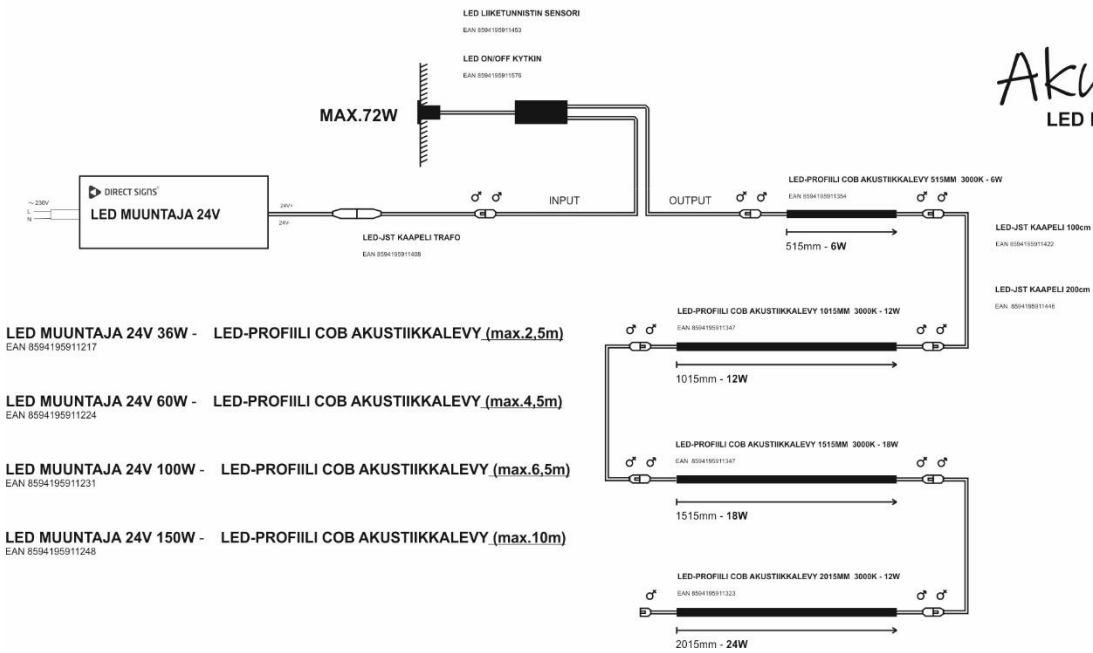 LED LIIKETUNNISTIN SENSORI
EAN 8594195911453
LED ON/OFF KYTKIN
EAN 8594195911576
MAX.72W
Aku
LED
DIRECT SIGNS
LED MUUNTAJA 24V
~ 230V
L
N
24V+
24V-
INPUT
OUTPUT
LED-JST KAAPELI TRAFO
EAN 8594195911408
LED-PROFIILI COB AKUSTIIKKALEVY 515MM 3000K - 6W
EAN 8594195911354
515mm - 6W
LED-JST KAAPELI 100cm
EAN 8594195911422
LED-JST KAAPELI 200cm
EAN 8594195911446
LED-PROFIILI COB AKUSTIIKKALEVY 1015MM 3000K - 12W
EAN 8594195911347
1015mm - 12W
LED MUUNTAJA 24V 36W - LED-PROFIILI COB AKUSTIIKKALEVY (max.2,5m)
EAN 8594195911217
LED MUUNTAJA 24V 60W - LED-PROFIILI COB AKUSTIIKKALEVY (max.4,5m)
EAN 8594195911224
LED MUUNTAJA 24V 100W - LED-PROFIILI COB AKUSTIIKKALEVY (max.6,5m)
EAN 8594195911231
LED MUUNTAJA 24V 150W - LED-PROFIILI COB AKUSTIIKKALEVY (max.10m)
EAN 8594195911248
LED-PROFIILI COB AKUSTIIKKALEVY 1515MM 3000K - 18W
EAN 8594195911347
1515mm - 18W
LED-PROFIILI COB AKUSTIIKKALEVY 2015MM 3000K - 12W
EAN 8594195911323
2015mm - 24W